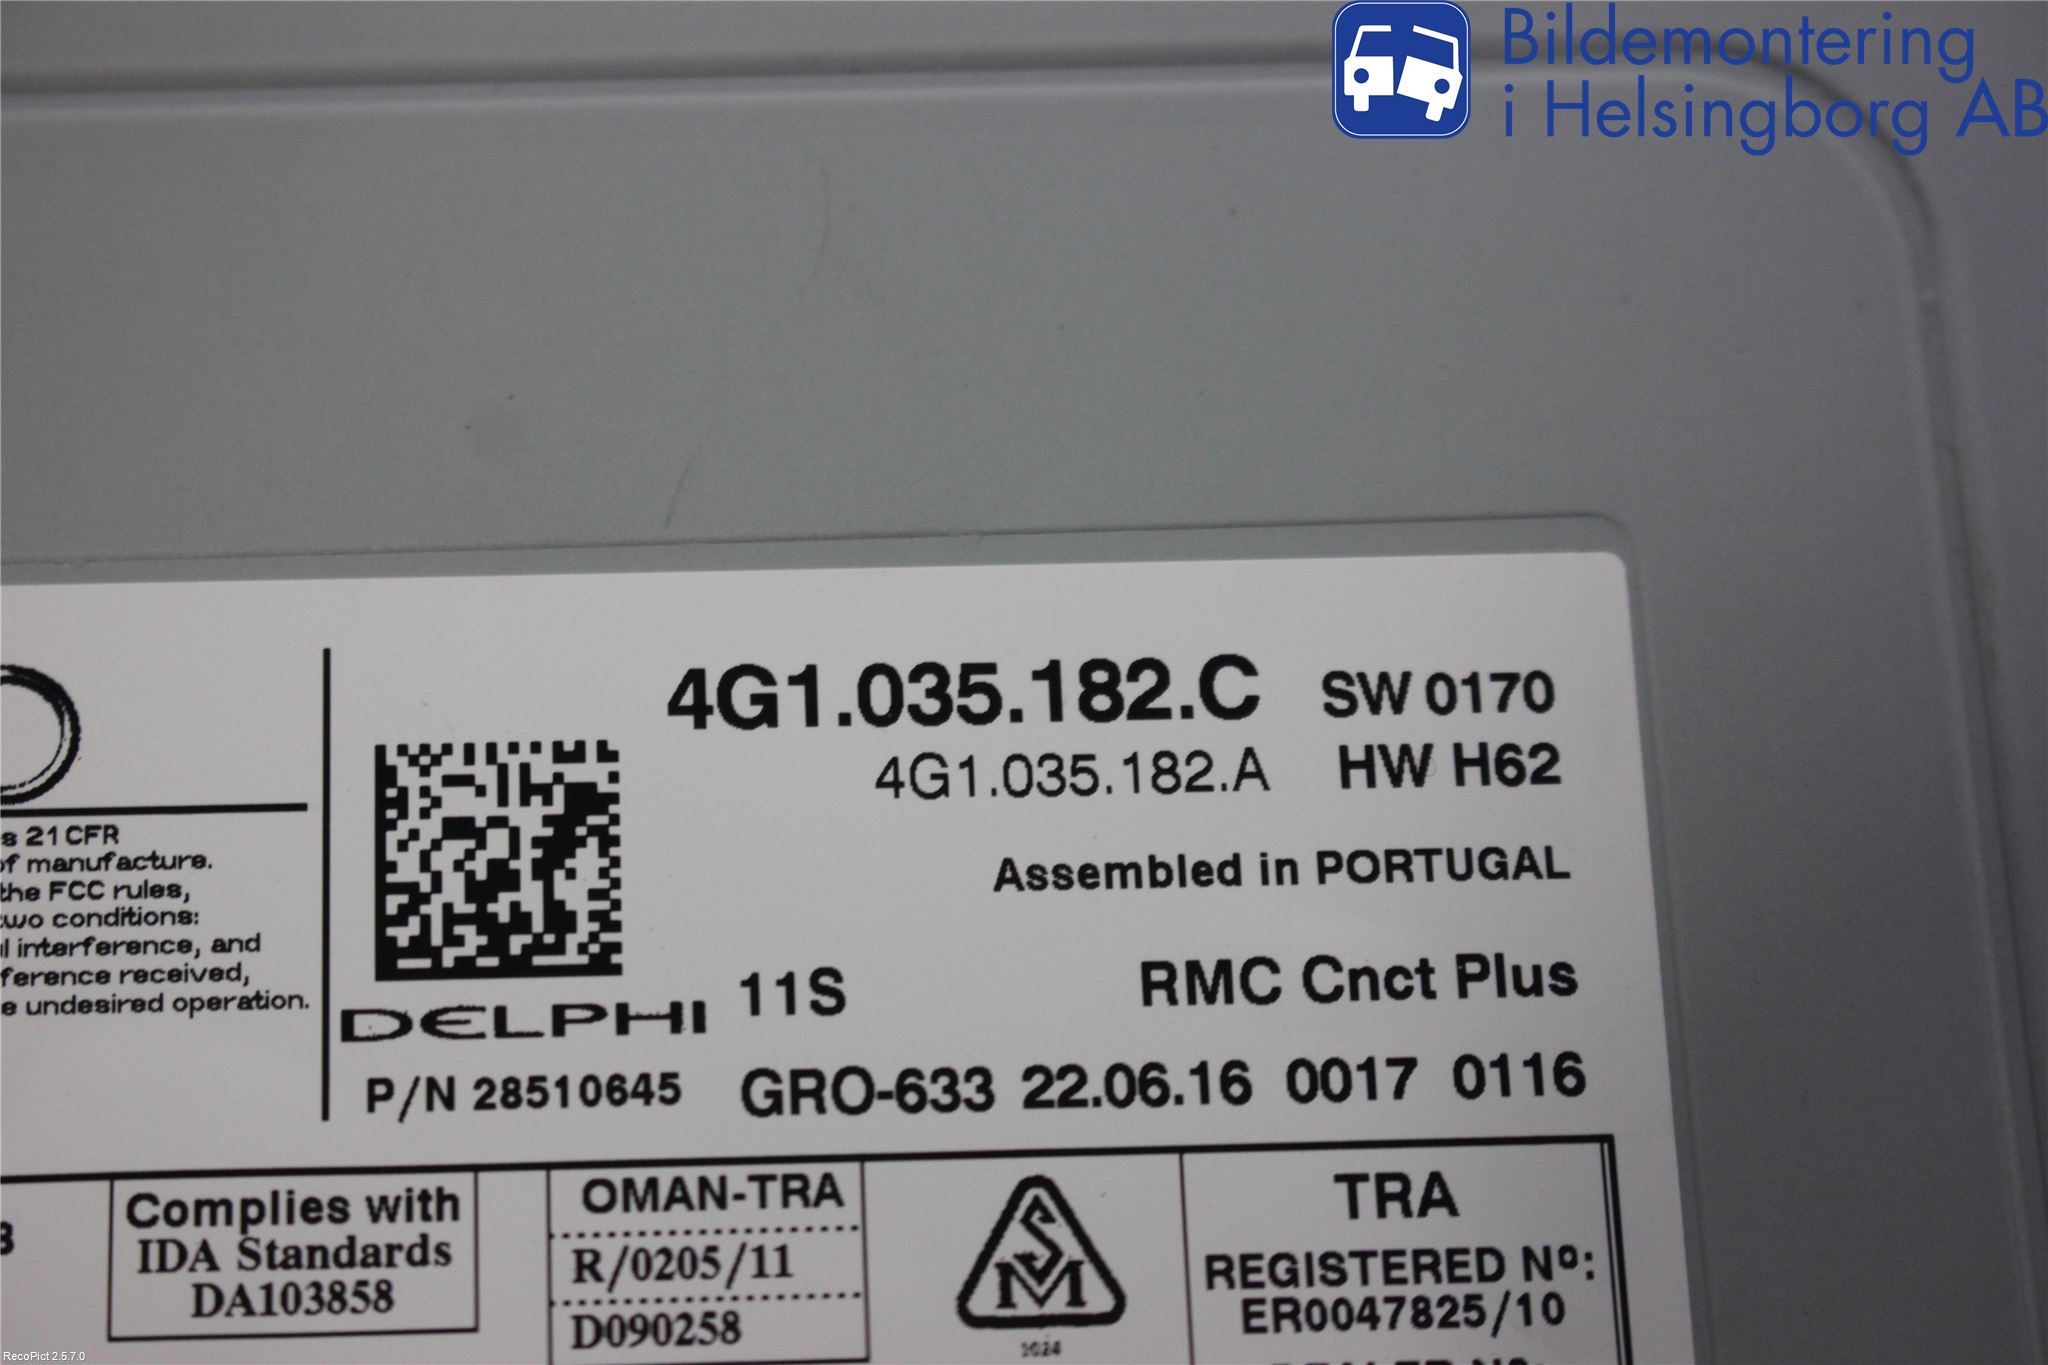 Bildemontering
i Helsingborg AB
4G1.035.182.C SW 0170
4G1.035.182.A HW H62
Assembled in PORTUGAL
s 21 CFR
of manufacture.
the FCC rules,
two conditions:
interference, and
received,
undesired operation.
DELPHI 11S RMC Cnct Plus
P/N 28510645 GRO-633 22.06.16 0017 0116
Complies with
IDA Standards
DA103858
OMAN-TRA
R/0205/11
D090258
SM
TRA
REGISTERED Nº:
ER0047825/10
RecoPict 2.5.7.0